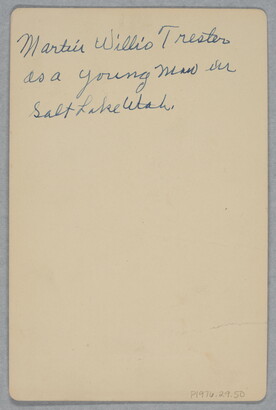 Martin Willis Trester
as a young man in
Salt Lake Utah.
P1976.29.50